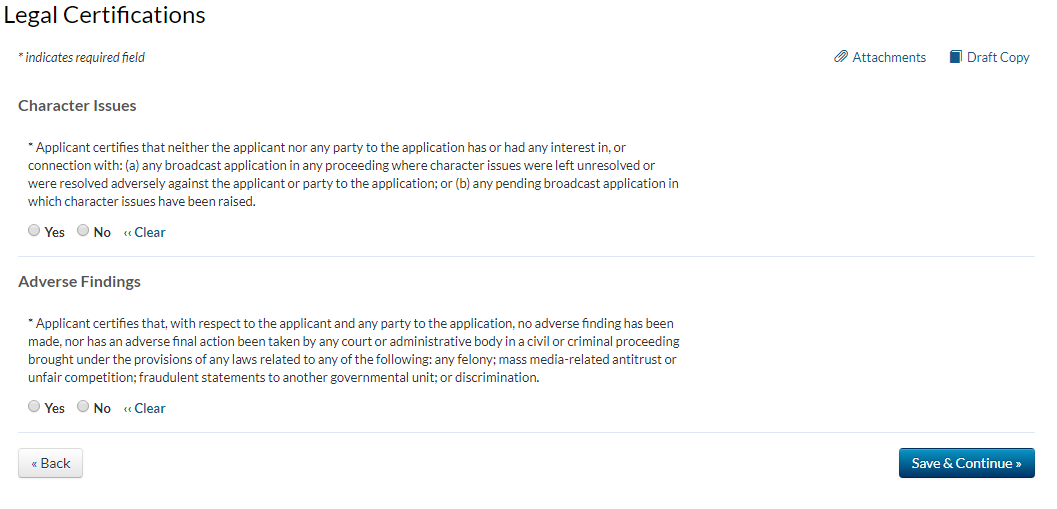 Legal Certifications
* indicates required field
Attachments
Draft Copy
Character Issues
* Applicant certifies that neither the applicant nor any party to the application has or had any interest in, or
connection with: (a) any broadcast application in any proceeding where character issues were left unresolved or
were resolved adversely against the applicant or party to the application; or (b) any pending broadcast application in
which character issues have been raised.
Yes No ‹‹ Clear
Adverse Findings
* Applicant certifies that, with respect to the applicant and any party to the application, no adverse finding has been
made, nor has an adverse final action been taken by any court or administrative body in a civil or criminal proceeding
brought under the provisions of any laws related to any of the following: any felony; mass media-related antitrust or
unfair competition; fraudulent statements to another governmental unit; or discrimination.
Yes No ‹‹ Clear
« Back
Save & Continue »